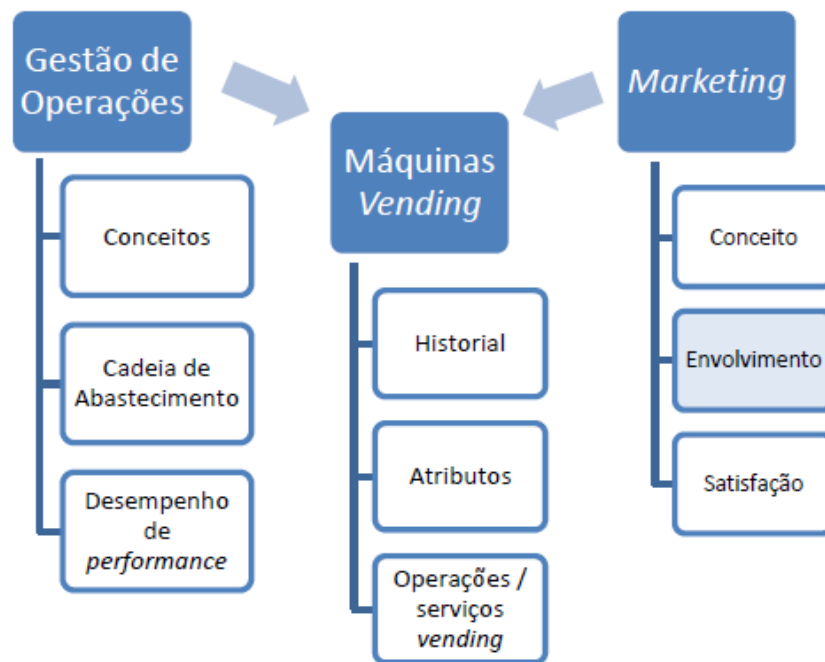 Gestão de
Operações
Conceitos
Cadeia de
Abastecimento
Desempenho
de
performance
Máquinas
Vending
Historial
Atributos
Operações /
serviços
vending
Marketing
Conceito
Envolvimento
Satisfação